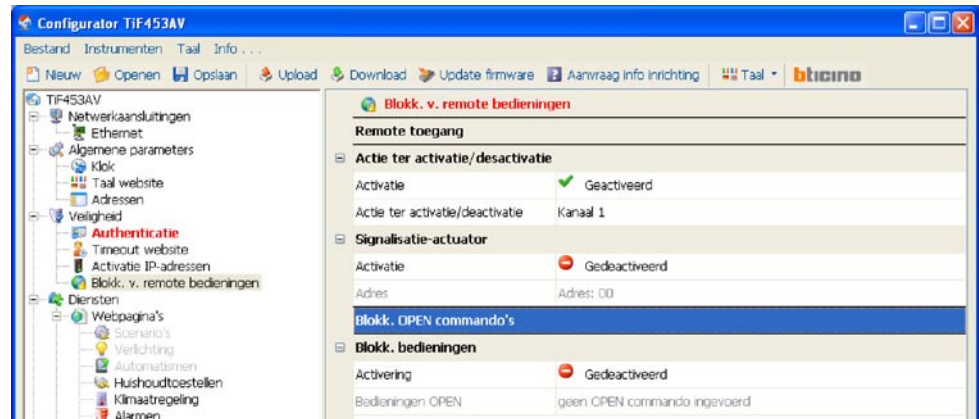 Configurator TiF453AV
Bestand Instrumenten Taal Info . . .
Nieuw Openen Opslaan Upload Download Update firmware Aanvraag info inrichting Taal bticino
TiF453AV
Netwerkaansluitingen
Ethernet
Algemene parameters
Klok
Taal website
Adressen
Veiligheid
Authenticatie
Timeout website
Activatie IP-adressen
Blokk. v. remote bedieningen
Diensten
Webpagina's
Scenario's
Verlichting
Automatismen
Huishoudtoestellen
Klimaatregeling
Alarmen
Blokk. v. remote bedieningen
Remote toegang
Actie ter activatie/desactivatie
Activatie Geactiveerd
Actie ter activatie/deactivatie Kanaal 1
Signalisatie-actuator
Activatie Gedeactiveerd
Adres Adres: 00
Blokk. OPEN commando's
Blokk. bedieningen
Activering Gedeactiveerd
Bedieningen OPEN geen OPEN commando ingevoerd